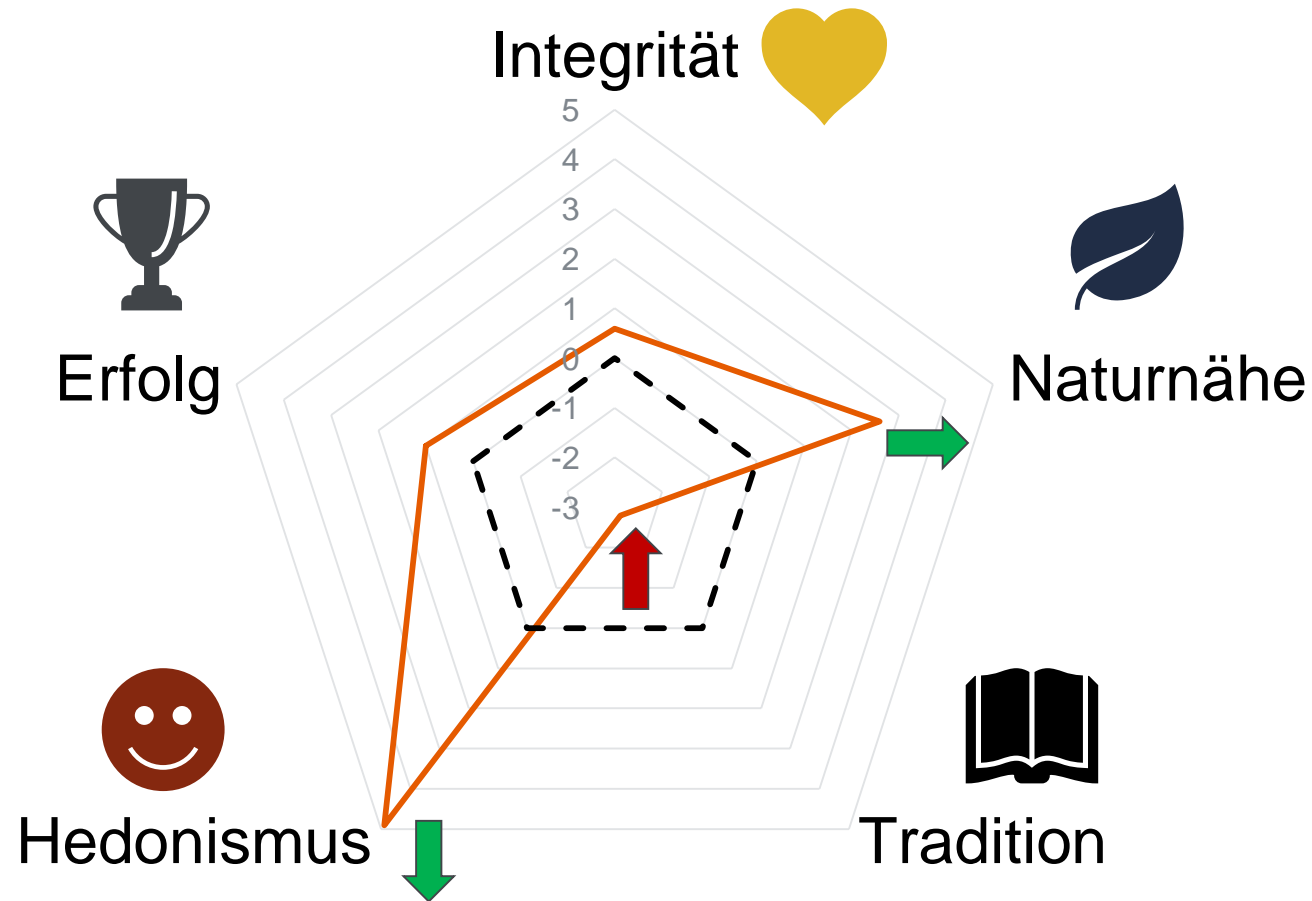 Integrität
5
4
3
2
1
0
-1
-2
-3
Erfolg
Naturnähe
Hedonismus
Tradition